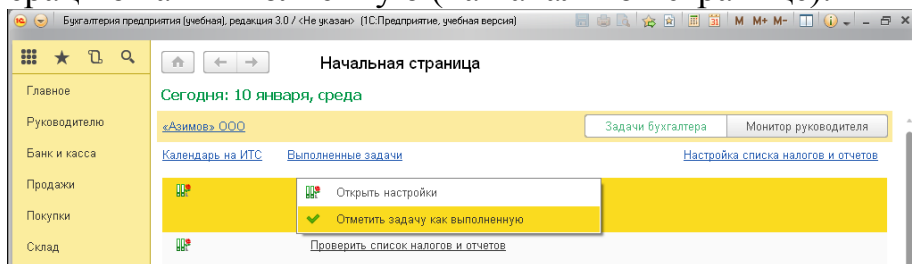 Бухгалтерия предприятия (учебная), редакция 3.0 / <Не указан> (1С:Предприятие, учебная версия)
M M+ M-
Начальная страница
Главное
Сегодня: 10 января, среда
Руководителю
«Азимов» ООО
Задачи бухгалтера
Монитор руководителя
Банк и касса
Календарь на ИТС
Выполненные задачи
Настройка списка налогов и отчетов
Продажи
Открыть настройки
Покупки
Отметить задачу как выполненную
Склад
Проверить список налогов и отчетов